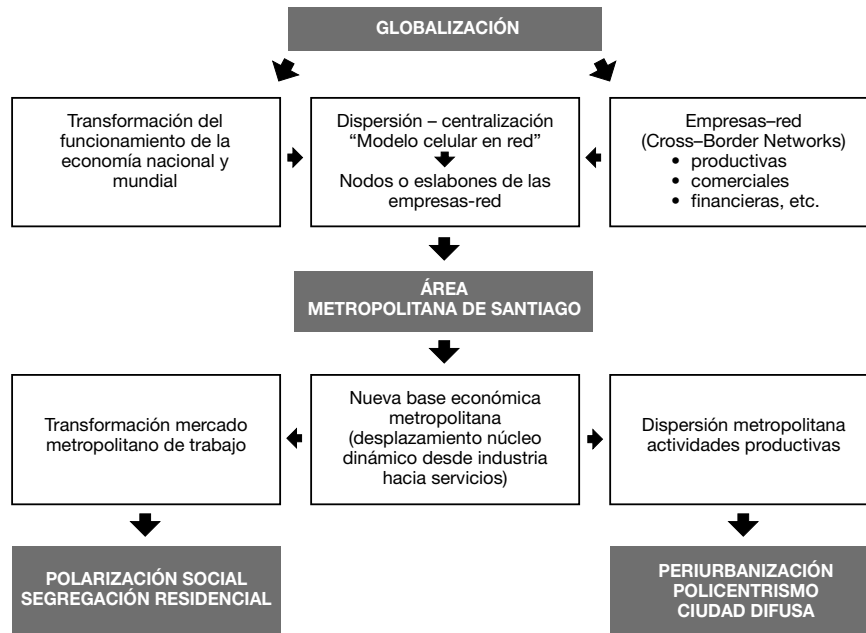 GLOBALIZACIÓN
Transformación del
funcionamiento de la
economía nacional y
mundial
Dispersión – centralización
“Modelo celular en red”
Nodos o eslabones de las
empresas-red
Empresas–red
(Cross–Border Networks)
• productivas
• comerciales
• financieras, etc.
ÁREA
METROPOLITANA DE SANTIAGO
Transformación mercado
metropolitano de trabajo
Nueva base económica
metropolitana
(desplazamiento núcleo
dinámico desde industria
hacia servicios)
Dispersión metropolitana
actividades productivas
POLARIZACIÓN SOCIAL
SEGREGACIÓN RESIDENCIAL
PERIURBANIZACIÓN
POLICENTRISMO
CIUDAD DIFUSA